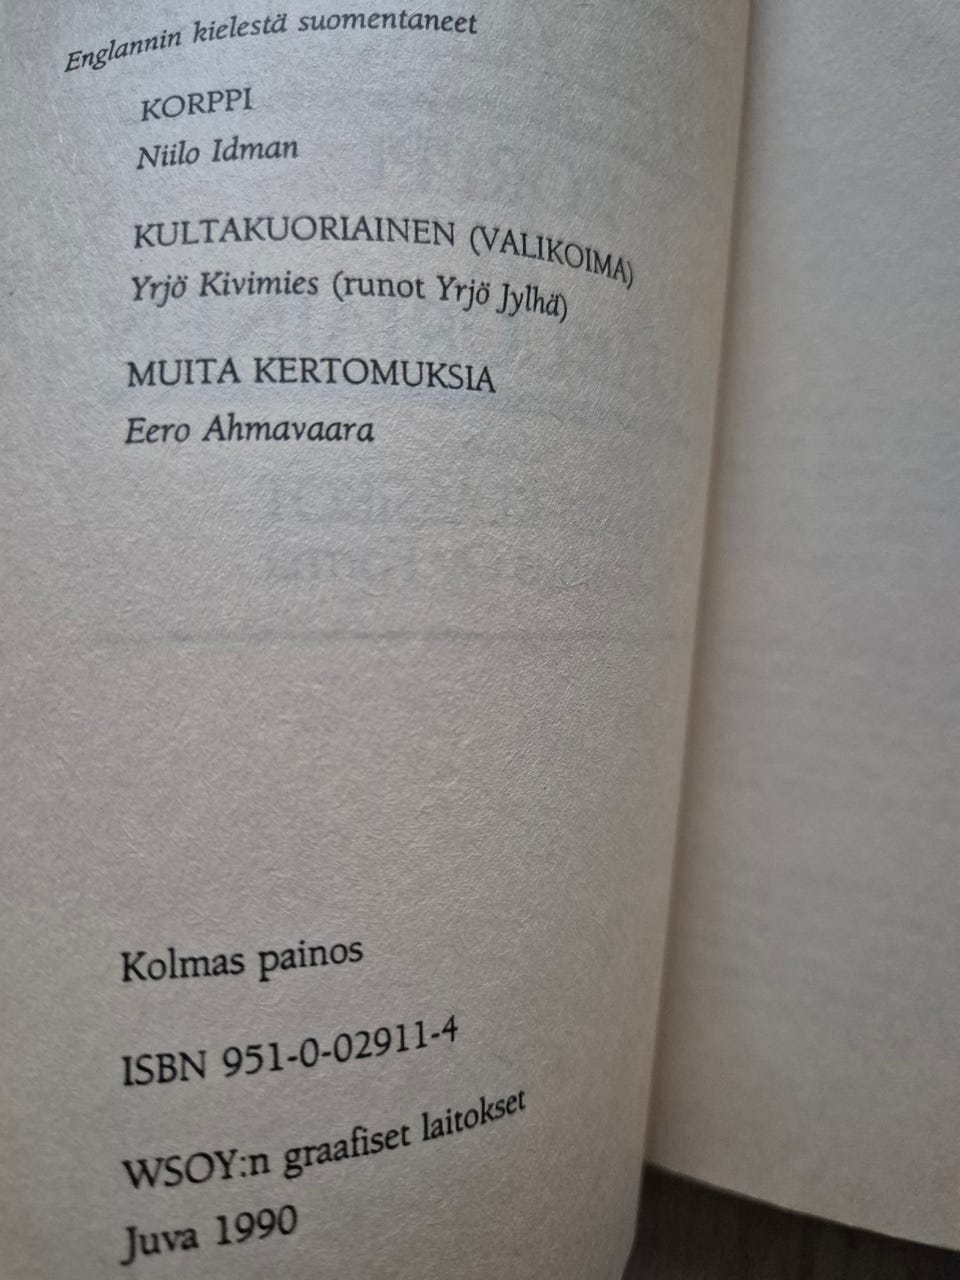 Englannin kielestä suomentaneet
KORPPI
Niilo Idman
KULTAKUORIAINEN (VALIKOIMA)
Yrjö Kivimies (runot Yrjö Jylhä)
MUITA KERTOMUKSIA
Eero Ahmavaara
Kolmas painos
ISBN 951-0-02911-4
WSOY:n graafiset laitokset
Juva 1990